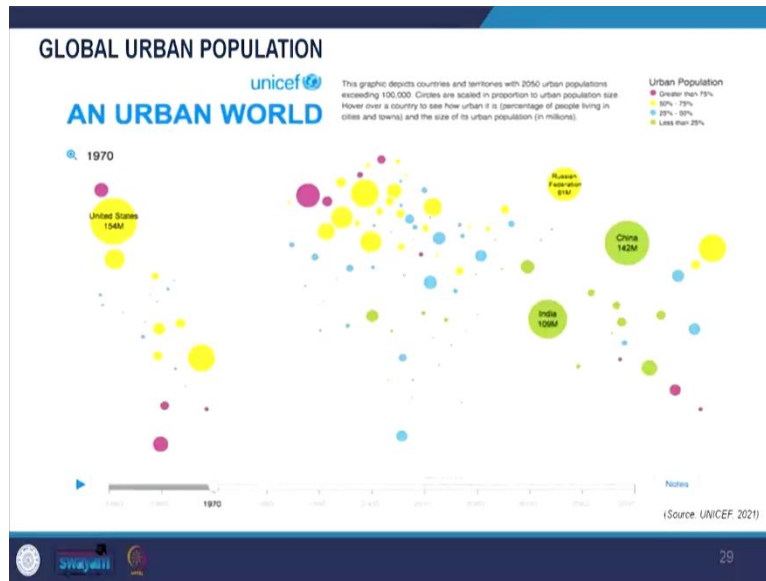 GLOBAL URBAN POPULATION
unicef
AN URBAN WORLD
This graphic depicts countries and territories with 2050 urban populations
exceeding 100,000. Circles are scaled in proportion to urban population size.
Hover over a country to see how urban it is (percentage of people living in
cities and towns) and the size of its urban population (in millions).
Urban Population
Greater than 75%
50% - 75%
25% - 50%
Less than 25%
1970
United States
154M
Russian
Federation
81M
China
142M
India
109M
1970
Notes
(Source. UNICEF. 2021)
swayam
29